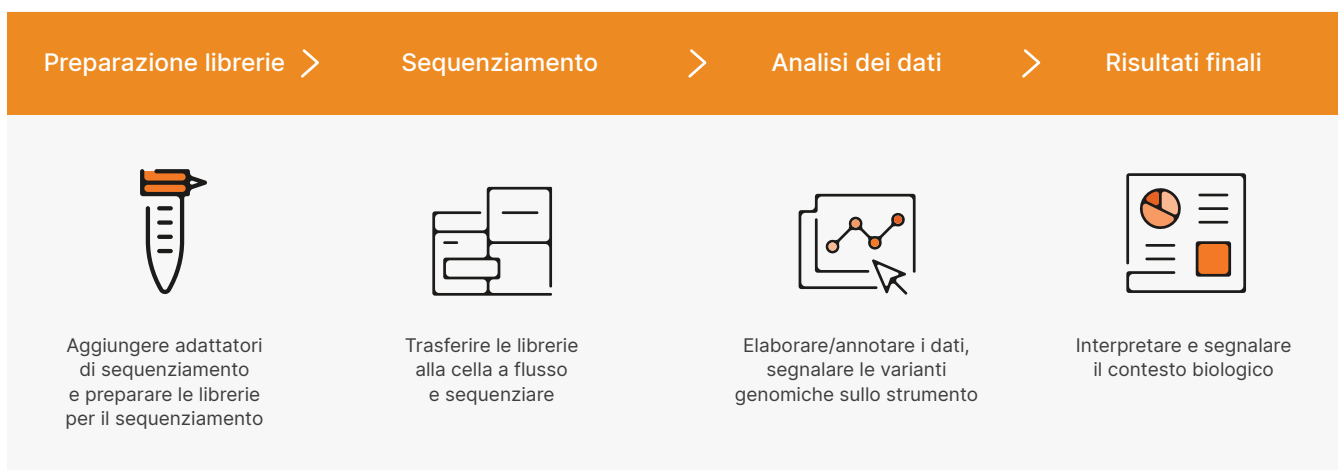 Preparazione librerie
Sequenziamento
Analisi dei dati
Risultati finali
Aggiungere adattatori
di sequenziamento
e preparare le librerie
per il sequenziamento
Trasferire le librerie
alla cella a flusso
e sequenziare
Elaborare/annotare i dati,
segnalare le varianti
genomiche sullo strumento
Interpretare e segnalare
il contesto biologico